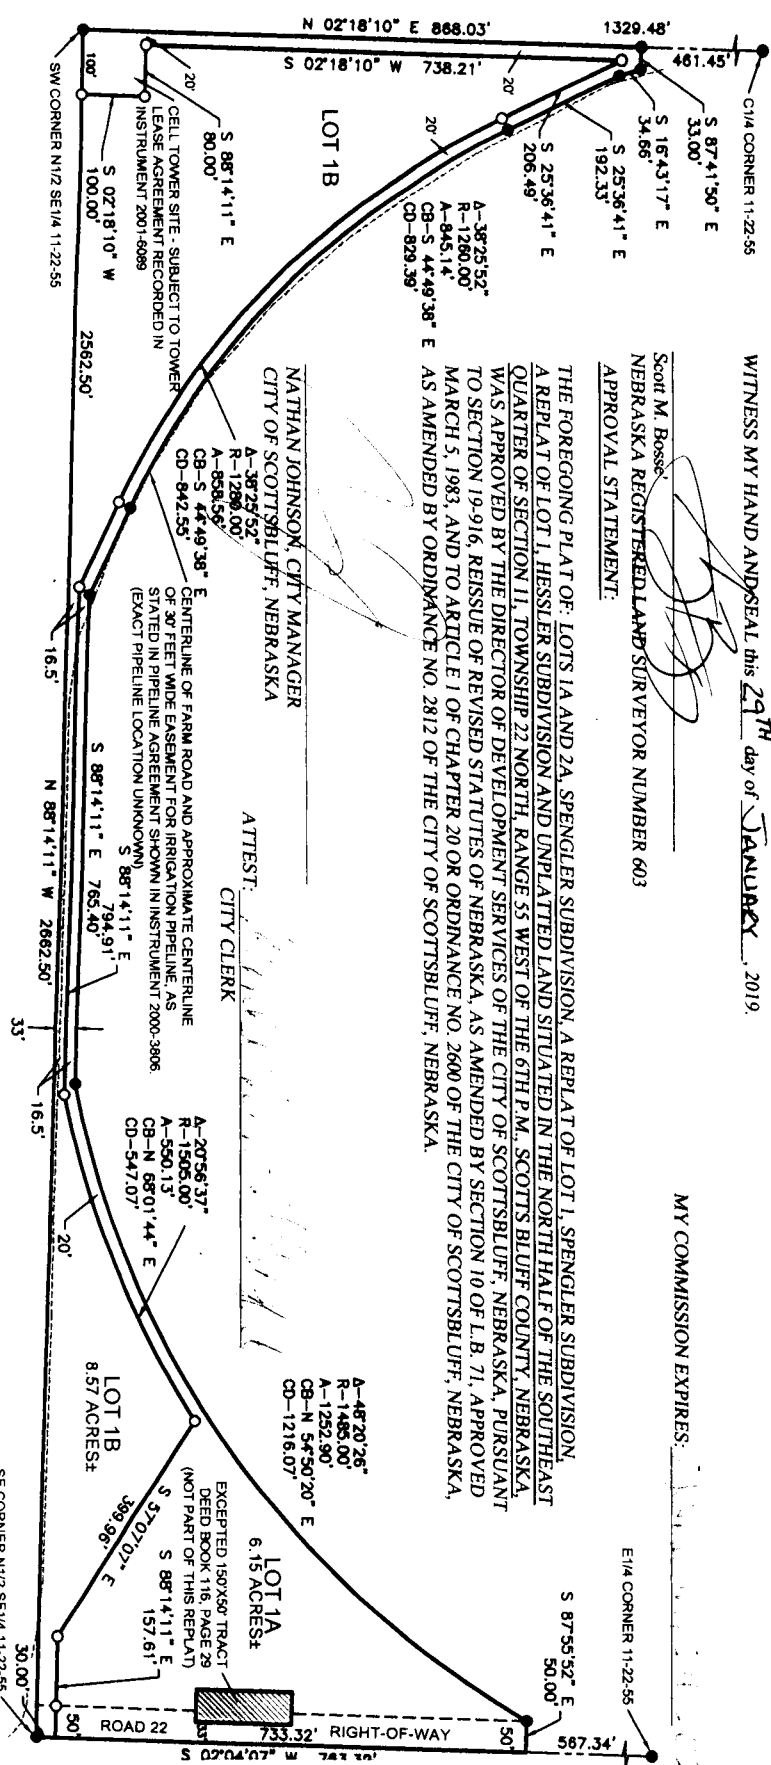 WITNESS MY HAND AND SEAL this 29TH day of JANUARY, 2019.
Scott M. Bosse'
NEBRASKA REGISTERED LAND SURVEYOR NUMBER 603
APPROVAL STATEMENT:
THE FOREGOING PLAT OF: LOTS 1A AND 2A, SPENGLER SUBDIVISION, A REPLAT OF LOT 1, SPENGLER SUBDIVISION,
A REPLAT OF LOT 1, HESSLER SUBDIVISION AND UNPLATTED LAND SITUATED IN THE NORTH HALF OF THE SOUTHEAST
QUARTER OF SECTION 11, TOWNSHIP 22 NORTH, RANGE 55 WEST OF THE 6TH P.M., SCOTTS BLUFF COUNTY, NEBRASKA,
WAS APPROVED BY THE DIRECTOR OF DEVELOPMENT SERVICES OF THE CITY OF SCOTTSBLUFF, NEBRASKA, PURSUANT
TO SECTION 19-916, REISSUE OF REVISED STATUTES OF NEBRASKA, AS AMENDED BY SECTION 10 OF L.B. 71, APPROVED
MARCH 5, 1983, AND TO ARTICLE 1 OF CHAPTER 20 OR ORDINANCE NO. 2600 OF THE CITY OF SCOTTSBLUFF, NEBRASKA,
AS AMENDED BY ORDINANCE NO. 2812 OF THE CITY OF SCOTTSBLUFF, NEBRASKA.
NATHAN JOHNSON, CITY MANAGER
CITY OF SCOTTSBLUFF, NEBRASKA
ATTEST:
CITY CLERK
MY COMMISSION EXPIRES:
C1/4 CORNER 11-22-55
461.45'
1329.48'
N 02°18'10" E 868.03'
S 02°18'10" W 738.21'
S 87°41'50" E
33.00'
S 16°43'17" E
34.66'
S 25°36'41" E
192.33'
S 25°36'41" E
206.49'
20'
20'
20'
LOT 1B
Δ-38°25'52"
R-1260.00'
A-845.14'
CB-S 44°49'38" E
CD-829.39'
S 88°14'11" E
80.00'
CELL TOWER SITE - SUBJECT TO TOWER
LEASE AGREEMENT RECORDED IN
INSTRUMENT 2001-6089
S 02°18'10" W
100.00'
100'
SW CORNER N1/2 SE1/4 11-22-55
2562.50'
Δ-38°25'52"
R-1280.00'
A-858.56'
CB-S 44°49'38" E
CD-842.55'
CENTERLINE OF FARM ROAD AND APPROXIMATE CENTERLINE
OF 30' FEET WIDE EASEMENT FOR IRRIGATION PIPELINE, AS
STATED IN PIPELINE AGREEMENT SHOWN IN INSTRUMENT 2000-3806.
(EXACT PIPELINE LOCATION UNKNOWN)
16.5'
S 88°14'11" E 765.40'
S 88°14'11" E
794.91'
N 88°14'11" W 2662.50'
33'
16.5'
20'
Δ-20°56'37"
R-1505.00'
A-550.13'
CB-N 68°01'44" E
CD-547.07'
Δ-48°20'26"
R-1485.00'
A-1252.90'
CB-N 54°50'20" E
CD-1216.07'
LOT 1B
8.57 ACRES±
S 57°07'07" E
399.96'
LOT 1A
6.15 ACRES±
EXCEPTED 150'X50' TRACT
DEED BOOK 116, PAGE 29
(NOT PART OF THIS REPLAT)
S 88°14'11" E
157.61'
E1/4 CORNER 11-22-55
S 87°55'52" E
50.00'
567.34'
50'
733.32'
33'
RIGHT-OF-WAY
ROAD 22
50'
30.00'
S 02°04'07" W 763.32'
SE CORNER N1/2 SE1/4 11-22-55